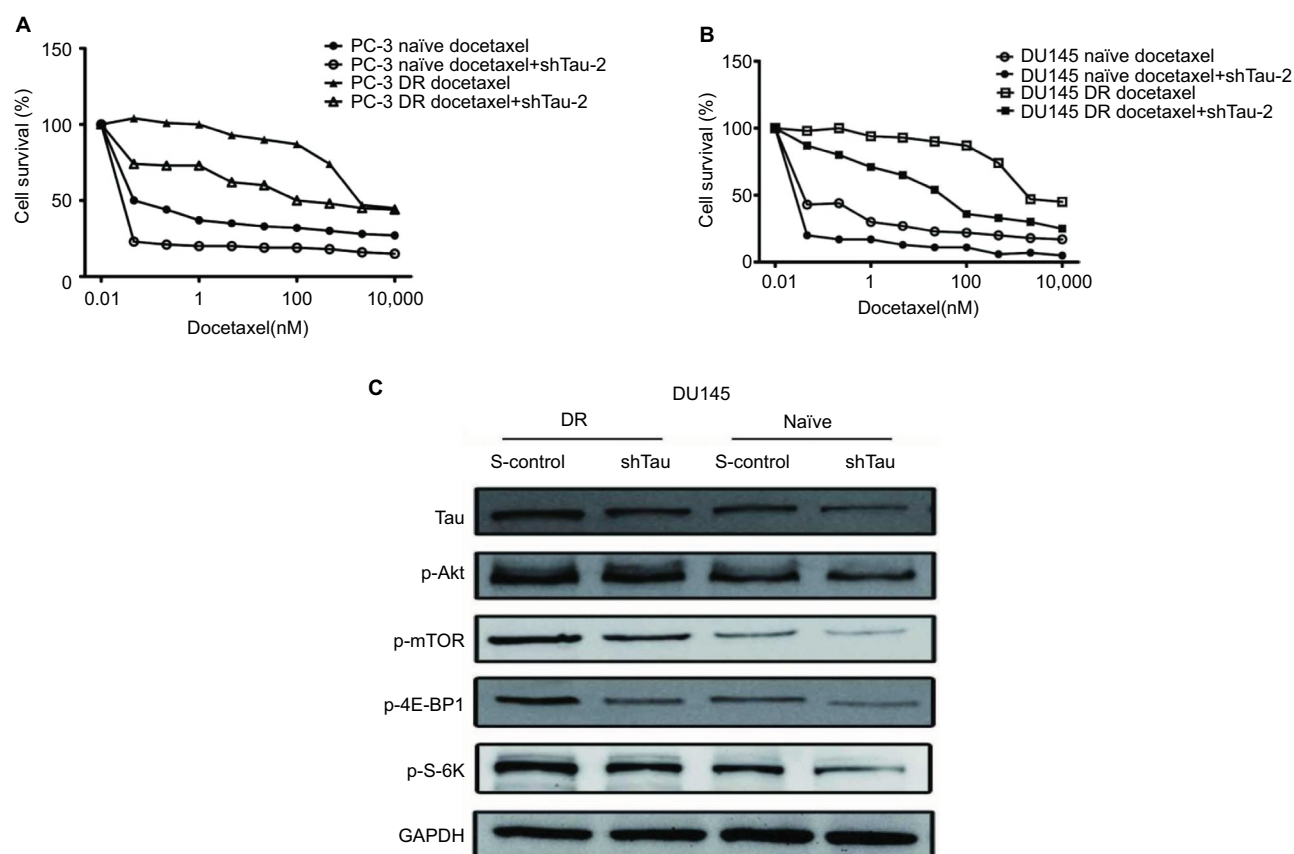 A
150
100
50
0
Cell survival (%)
0.01 1 100 10,000
Docetaxel(nM)
PC-3 naïve docetaxel
PC-3 naïve docetaxel+shTau-2
PC-3 DR docetaxel
PC-3 DR docetaxel+shTau-2
B
150
100
50
0
Cell survival (%)
0.01 1 100 10,000
Docetaxel(nM)
DU145 naïve docetaxel
DU145 naïve docetaxel+shTau-2
DU145 DR docetaxel
DU145 DR docetaxel+shTau-2
C
DU145
DR Naïve
S-control shTau S-control shTau
Tau
p-Akt
p-mTOR
p-4E-BP1
p-S-6K
GAPDH